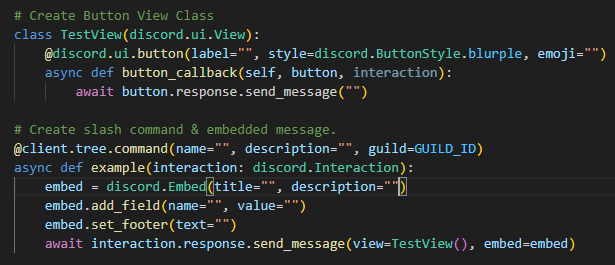 # Create Button View Class
class TestView(discord.ui.View):
    @discord.ui.button(label="", style=discord.ButtonStyle.blurple, emoji="")
    async def button_callback(self, button, interaction):
        await button.response.send_message("")

# Create slash command & embedded message.
@client.tree.command(name="", description="", guild=GUILD_ID)
async def example(interaction: discord.Interaction):
    embed = discord.Embed(title="", description="")
    embed.add_field(name="", value="")
    embed.set_footer(text="")
    await interaction.response.send_message(view=TestView(), embed=embed)